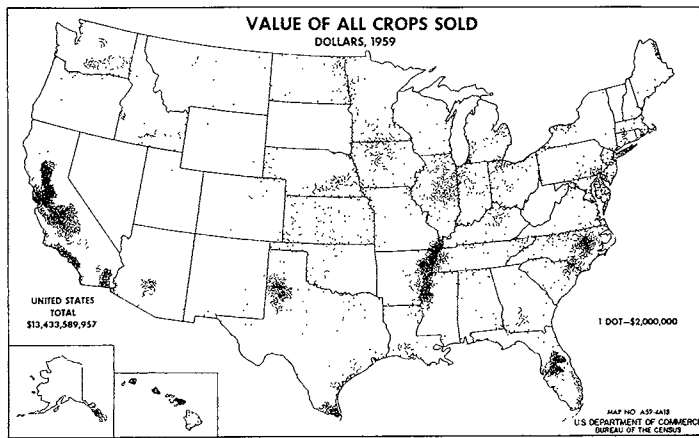 VALUE OF ALL CROPS SOLD
DOLLARS, 1959
UNITED STATES
TOTAL
$13,433,589,957
1 DOT—$2,000,000
MAP NO A59-4A13
U.S. DEPARTMENT OF COMMERCE
BUREAU OF THE CENSUS